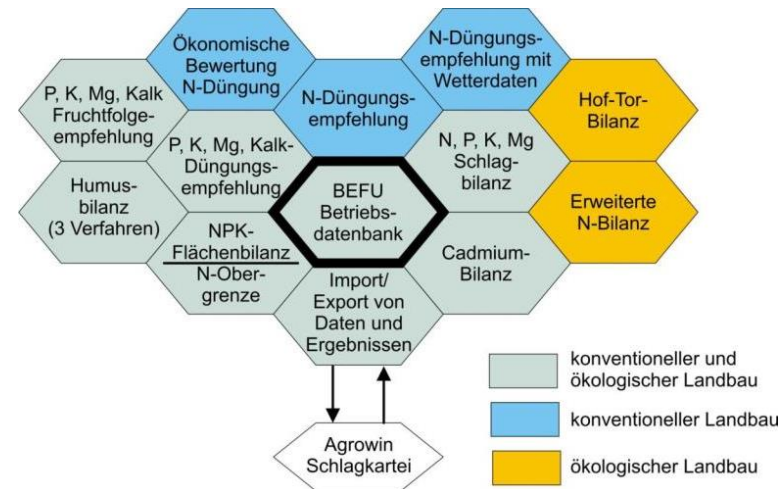 Ökonomische
Bewertung
N-Düngung
N-Düngungs-
empfehlung mit
Wetterdaten
P, K, Mg, Kalk
Fruchtfolge-
empfehlung
N-Düngungs-
empfehlung
Hof-Tor-
Bilanz
P, K, Mg, Kalk-
Düngungs-
empfehlung
N, P, K, Mg
Schlag-
bilanz
Humus-
bilanz
(3 Verfahren)
BEFU
Betriebs-
datenbank
Erweiterte
N-Bilanz
NPK-
Flächenbilanz
N-Ober-
grenze
Cadmium-
Bilanz
Import/
Export von
Daten und
Ergebnissen
Agrowin
Schlagkartei
konventioneller und
ökologischer Landbau
konventioneller Landbau
ökologischer Landbau